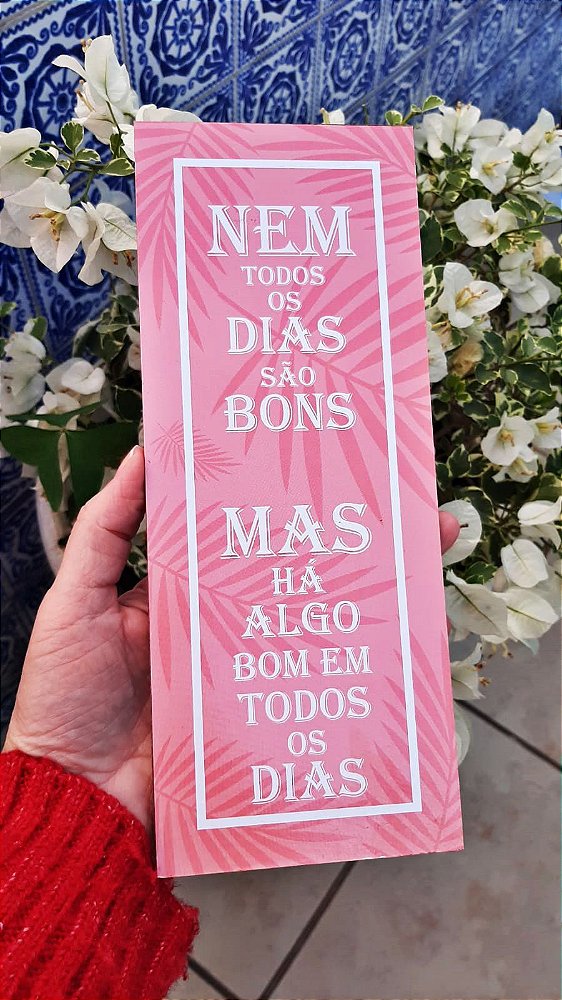 NEM
TODOS
OS
DIAS
SÃO
BONS
MAS
HÁ
ALGO
BOM EM
TODOS
OS
DIAS